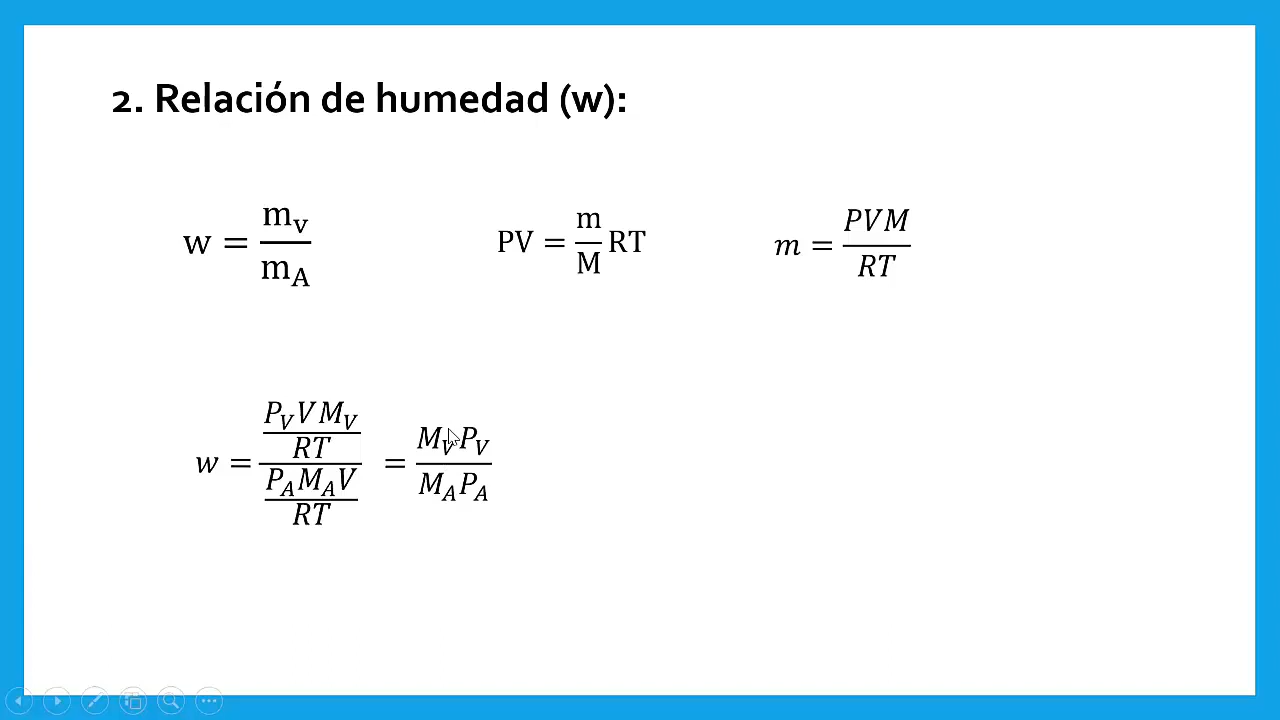 2. Relación de humedad (w):
w = m_v / m_A
PV = m/M RT
m = PVM / RT
w = (P_V V M_V / RT) / (P_A M_A V / RT) = M_V P_V / M_A P_A